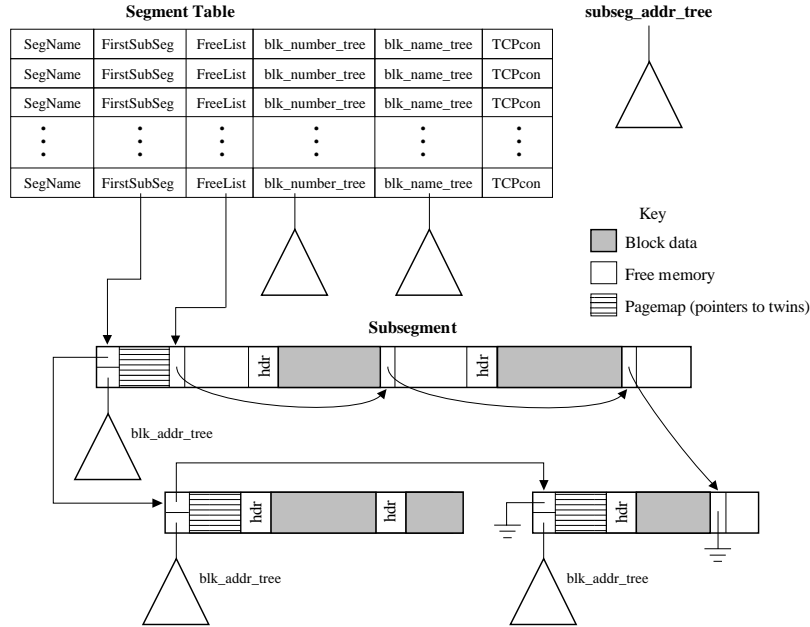 Segment Table
subseg_addr_tree
SegName FirstSubSeg FreeList blk_number_tree blk_name_tree TCPcon
SegName FirstSubSeg FreeList blk_number_tree blk_name_tree TCPcon
SegName FirstSubSeg FreeList blk_number_tree blk_name_tree TCPcon
SegName FirstSubSeg FreeList blk_number_tree blk_name_tree TCPcon
Key
Block data
Free memory
Pagemap (pointers to twins)
Subsegment
hdr hdr
blk_addr_tree
hdr hdr hdr
blk_addr_tree blk_addr_tree